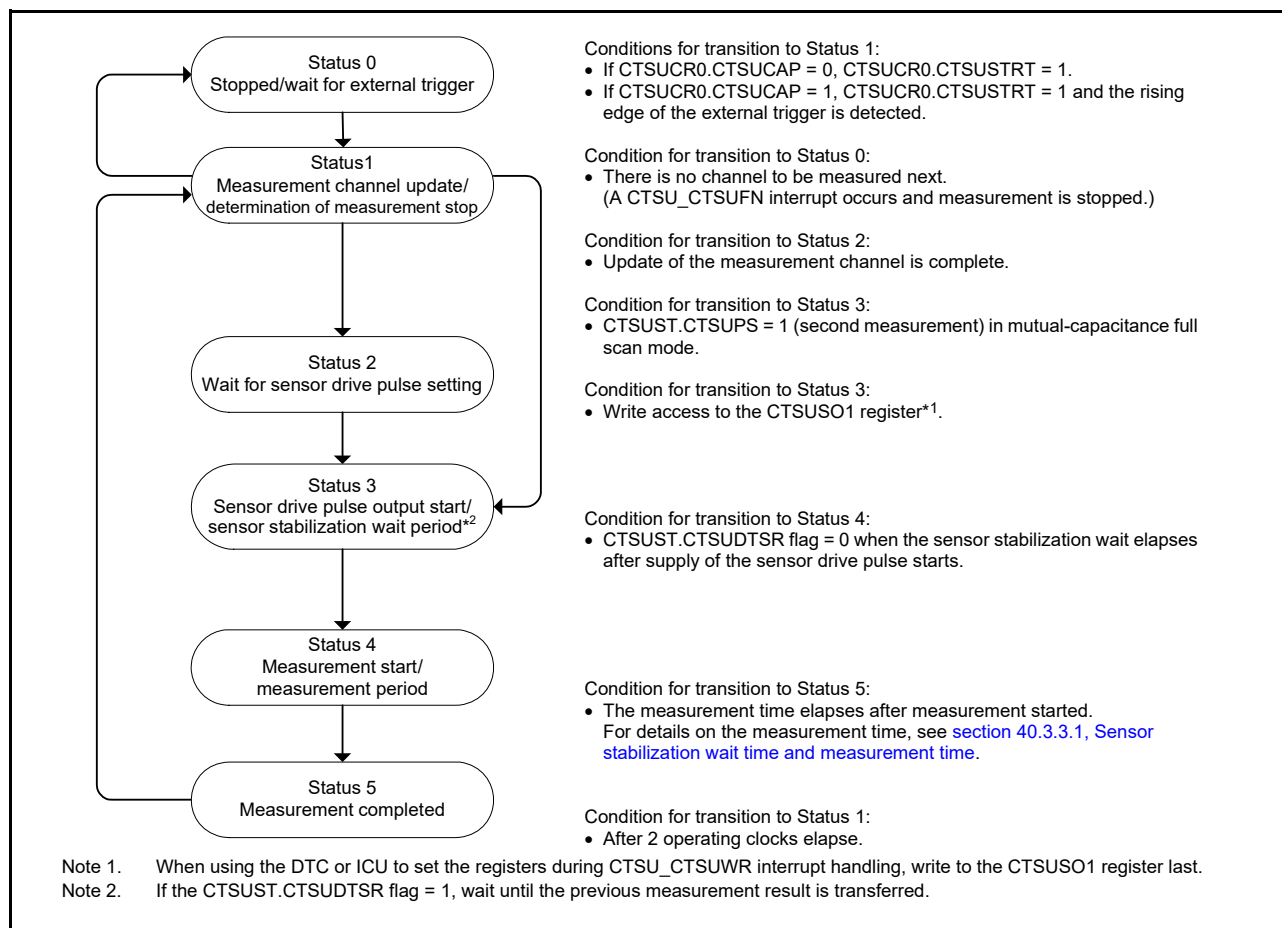 Status 0
Stopped/wait for external trigger
Status1
Measurement channel update/
determination of measurement stop
Status 2
Wait for sensor drive pulse setting
Status 3
Sensor drive pulse output start/
sensor stabilization wait period*2
Status 4
Measurement start/
measurement period
Status 5
Measurement completed
Conditions for transition to Status 1:
• If CTSUCR0.CTSUCAP = 0, CTSUCR0.CTSUSTRT = 1.
• If CTSUCR0.CTSUCAP = 1, CTSUCR0.CTSUSTRT = 1 and the rising
edge of the external trigger is detected.
Condition for transition to Status 0:
• There is no channel to be measured next.
(A CTSU_CTSUFN interrupt occurs and measurement is stopped.)
Condition for transition to Status 2:
• Update of the measurement channel is complete.
Condition for transition to Status 3:
• CTSUST.CTSUPS = 1 (second measurement) in mutual-capacitance full
scan mode.
Condition for transition to Status 3:
• Write access to the CTSUSO1 register*1.
Condition for transition to Status 4:
• CTSUST.CTSUDTSR flag = 0 when the sensor stabilization wait elapses
after supply of the sensor drive pulse starts.
Condition for transition to Status 5:
• The measurement time elapses after measurement started.
For details on the measurement time, see section 40.3.3.1, Sensor
stabilization wait time and measurement time.
Condition for transition to Status 1:
• After 2 operating clocks elapse.
Note 1. When using the DTC or ICU to set the registers during CTSU_CTSUWR interrupt handling, write to the CTSUSO1 register last.
Note 2. If the CTSUST.CTSUDTSR flag = 1, wait until the previous measurement result is transferred.